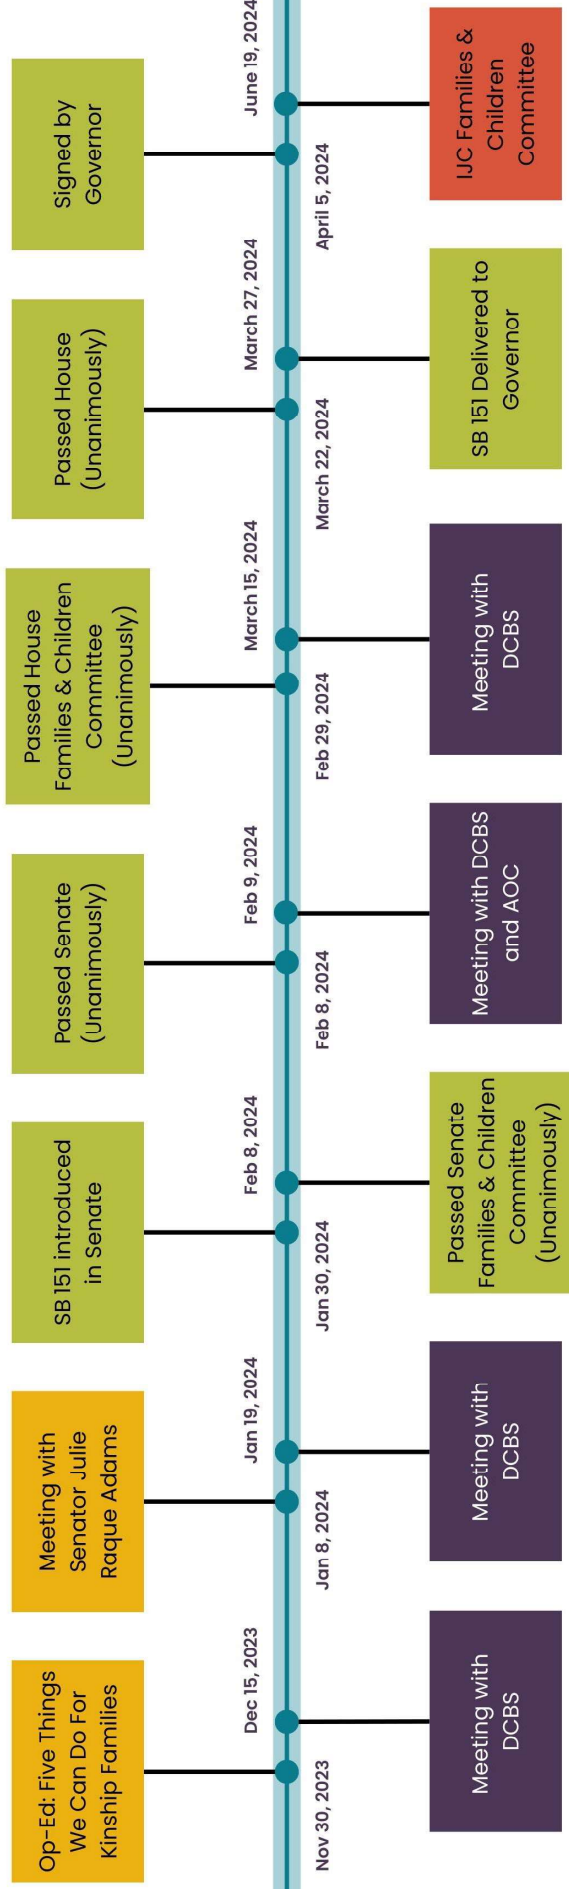 Op-Ed: Five Things
We Can Do For
Kinship Families
Nov 30, 2023
Dec 15, 2023
Meeting with
DCBS
Meeting with
Senator Julie
Raque Adams
Jan 8, 2024
Jan 19, 2024
Meeting with
DCBS
SB 151 introduced
in Senate
Jan 30, 2024
Feb 8, 2024
Passed Senate
Families & Children
Committee
(Unanimously)
Passed Senate
(Unanimously)
Feb 8, 2024
Feb 9, 2024
Meeting with DCBS
and AOC
Passed House
Families & Children
Committee
(Unanimously)
Feb 29, 2024
March 15, 2024
Meeting with
DCBS
Passed House
(Unanimously)
March 22, 2024
March 27, 2024
SB 151 Delivered to
Governor
Signed by
Governor
April 5, 2024
June 19, 2024
IJC Families &
Children
Committee